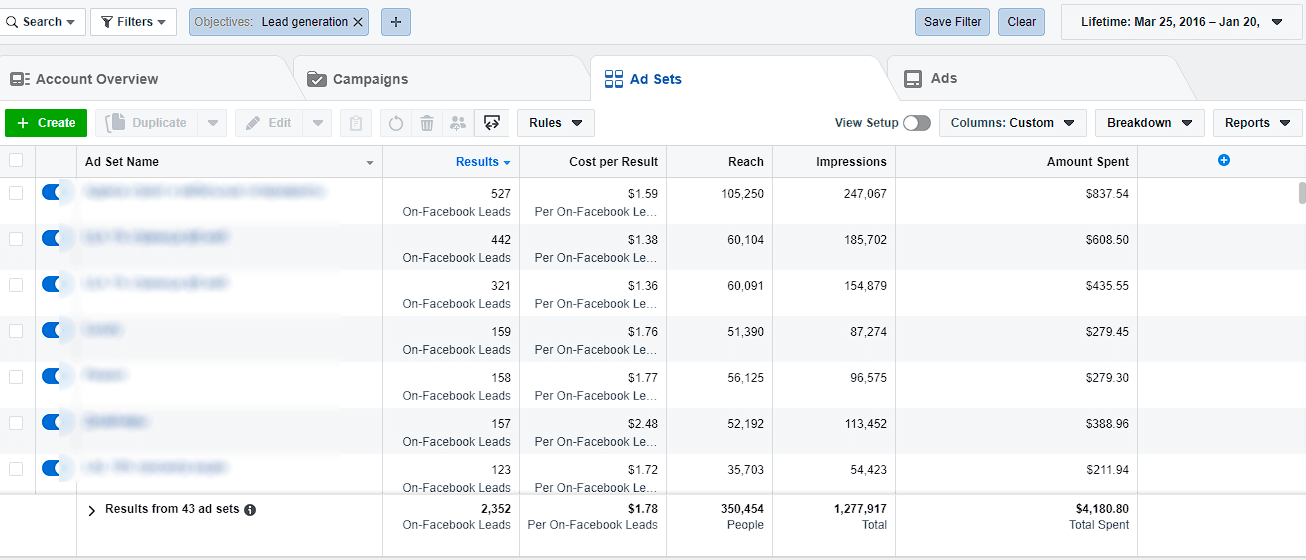 Search Filters Objectives: Lead generation Save Filter Clear Lifetime: Mar 25, 2016 – Jan 20,
Account Overview Campaigns Ad Sets Ads
+ Create Duplicate Edit Rules View Setup Columns: Custom Breakdown Reports
Ad Set Name Results Cost per Result Reach Impressions Amount Spent
527 $1.59 105,250 247,067 $837.54
On-Facebook Leads Per On-Facebook Le...
442 $1.38 60,104 185,702 $608.50
On-Facebook Leads Per On-Facebook Le...
321 $1.36 60,091 154,879 $435.55
On-Facebook Leads Per On-Facebook Le...
159 $1.76 51,390 87,274 $279.45
On-Facebook Leads Per On-Facebook Le...
158 $1.77 56,125 96,575 $279.30
On-Facebook Leads Per On-Facebook Le...
157 $2.48 52,192 113,452 $388.96
On-Facebook Leads Per On-Facebook Le...
123 $1.72 35,703 54,423 $211.94
On-Facebook Leads Per On-Facebook Le...
Results from 43 ad sets 2,352 $1.78 350,454 1,277,917 $4,180.80
On-Facebook Leads Per On-Facebook Leads People Total Total Spent